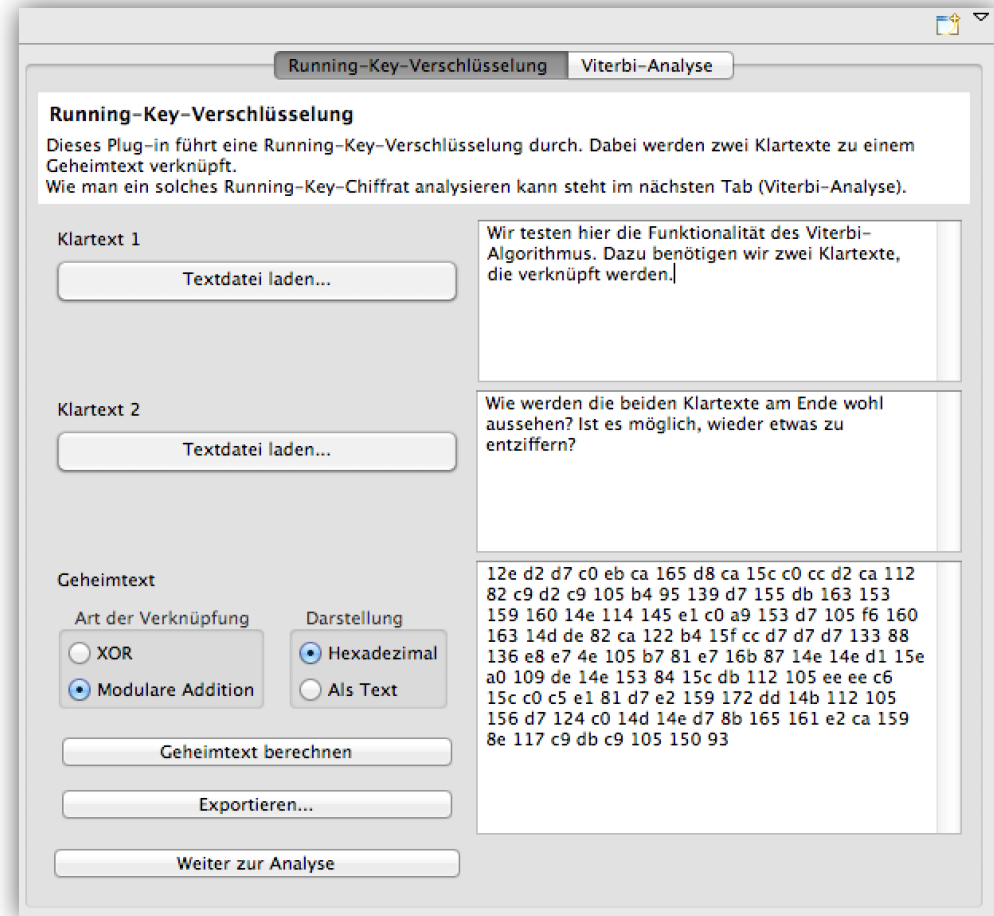 Running-Key-Verschlüsselung Viterbi-Analyse
Running-Key-Verschlüsselung
Dieses Plug-in führt eine Running-Key-Verschlüsselung durch. Dabei werden zwei Klartexte zu einem
Geheimtext verknüpft.
Wie man ein solches Running-Key-Chiffrat analysieren kann steht im nächsten Tab (Viterbi-Analyse).
Klartext 1
Textdatei laden...
Wir testen hier die Funktionalität des Viterbi-
Algorithmus. Dazu benötigen wir zwei Klartexte,
die verknüpft werden.
Klartext 2
Textdatei laden...
Wie werden die beiden Klartexte am Ende wohl
aussehen? Ist es möglich, wieder etwas zu
entziffern?
Geheimtext
Art der Verknüpfung
XOR
Modulare Addition
Darstellung
Hexadezimal
Als Text
12e d2 d7 c0 eb ca 165 d8 ca 15c c0 cc d2 ca 112
82 c9 d2 c9 105 b4 95 139 d7 155 db 163 153
159 160 14e 114 145 e1 c0 a9 153 d7 105 f6 160
163 14d de 82 ca 122 b4 15f cc d7 d7 d7 133 88
136 e8 e7 4e 105 b7 81 e7 16b 87 14e 14e d1 15e
a0 109 de 14e 153 84 15c db 112 105 ee ee c6
15c c0 c5 e1 81 d7 e2 159 172 dd 14b 112 105
156 d7 124 c0 14d 14e d7 8b 165 161 e2 ca 159
8e 117 c9 db c9 105 150 93
Geheimtext berechnen
Exportieren...
Weiter zur Analyse